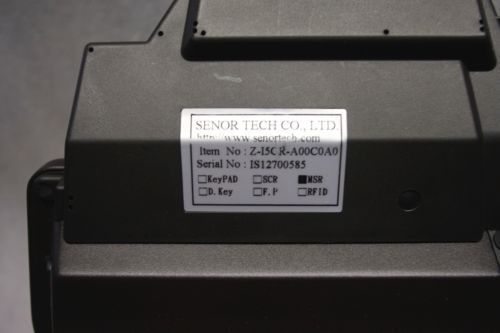 SENOR TECH CO., LTD.
http://www.senortech.com
Item No : Z-I5CR-A00C0A0
Serial No : IS12700585
□KeyPAD □SCR ■MSR
□D.Key □F.P □RFID